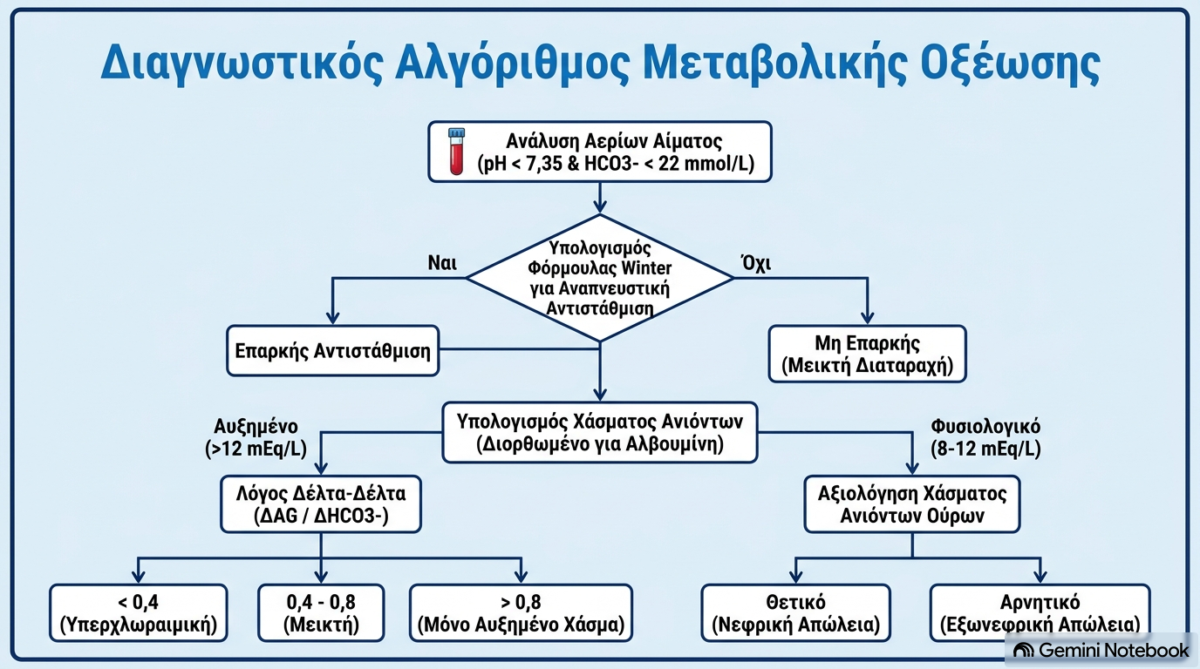 Διαγνωστικός Αλγόριθμος Μεταβολικής Οξέωσης
Ανάλυση Αερίων Αίματος
(pH < 7,35 & HCO3- < 22 mmol/L)
Υπολογισμός
Φόρμουλας Winter
για Αναπνευστική
Αντιστάθμιση
Ναι
Όχι
Επαρκής Αντιστάθμιση
Μη Επαρκής
(Μεικτή Διαταραχή)
Υπολογισμός Χάσματος Ανιόντων
(Διορθωμένο για Αλβουμίνη)
Αυξημένο
(>12 mEq/L)
Φυσιολογικό
(8-12 mEq/L)
Λόγος Δέλτα-Δέλτα
(ΔAG / ΔHCO3-)
Αξιολόγηση Χάσματος
Ανιόντων Ούρων
< 0,4
(Υπερχλωραιμική)
0,4 - 0,8
(Μεικτή)
> 0,8
(Μόνο Αυξημένο Χάσμα)
Θετικό
(Νεφρική Απώλεια)
Αρνητικό
(Εξωνεφρική Απώλεια)
Gemini Notebook